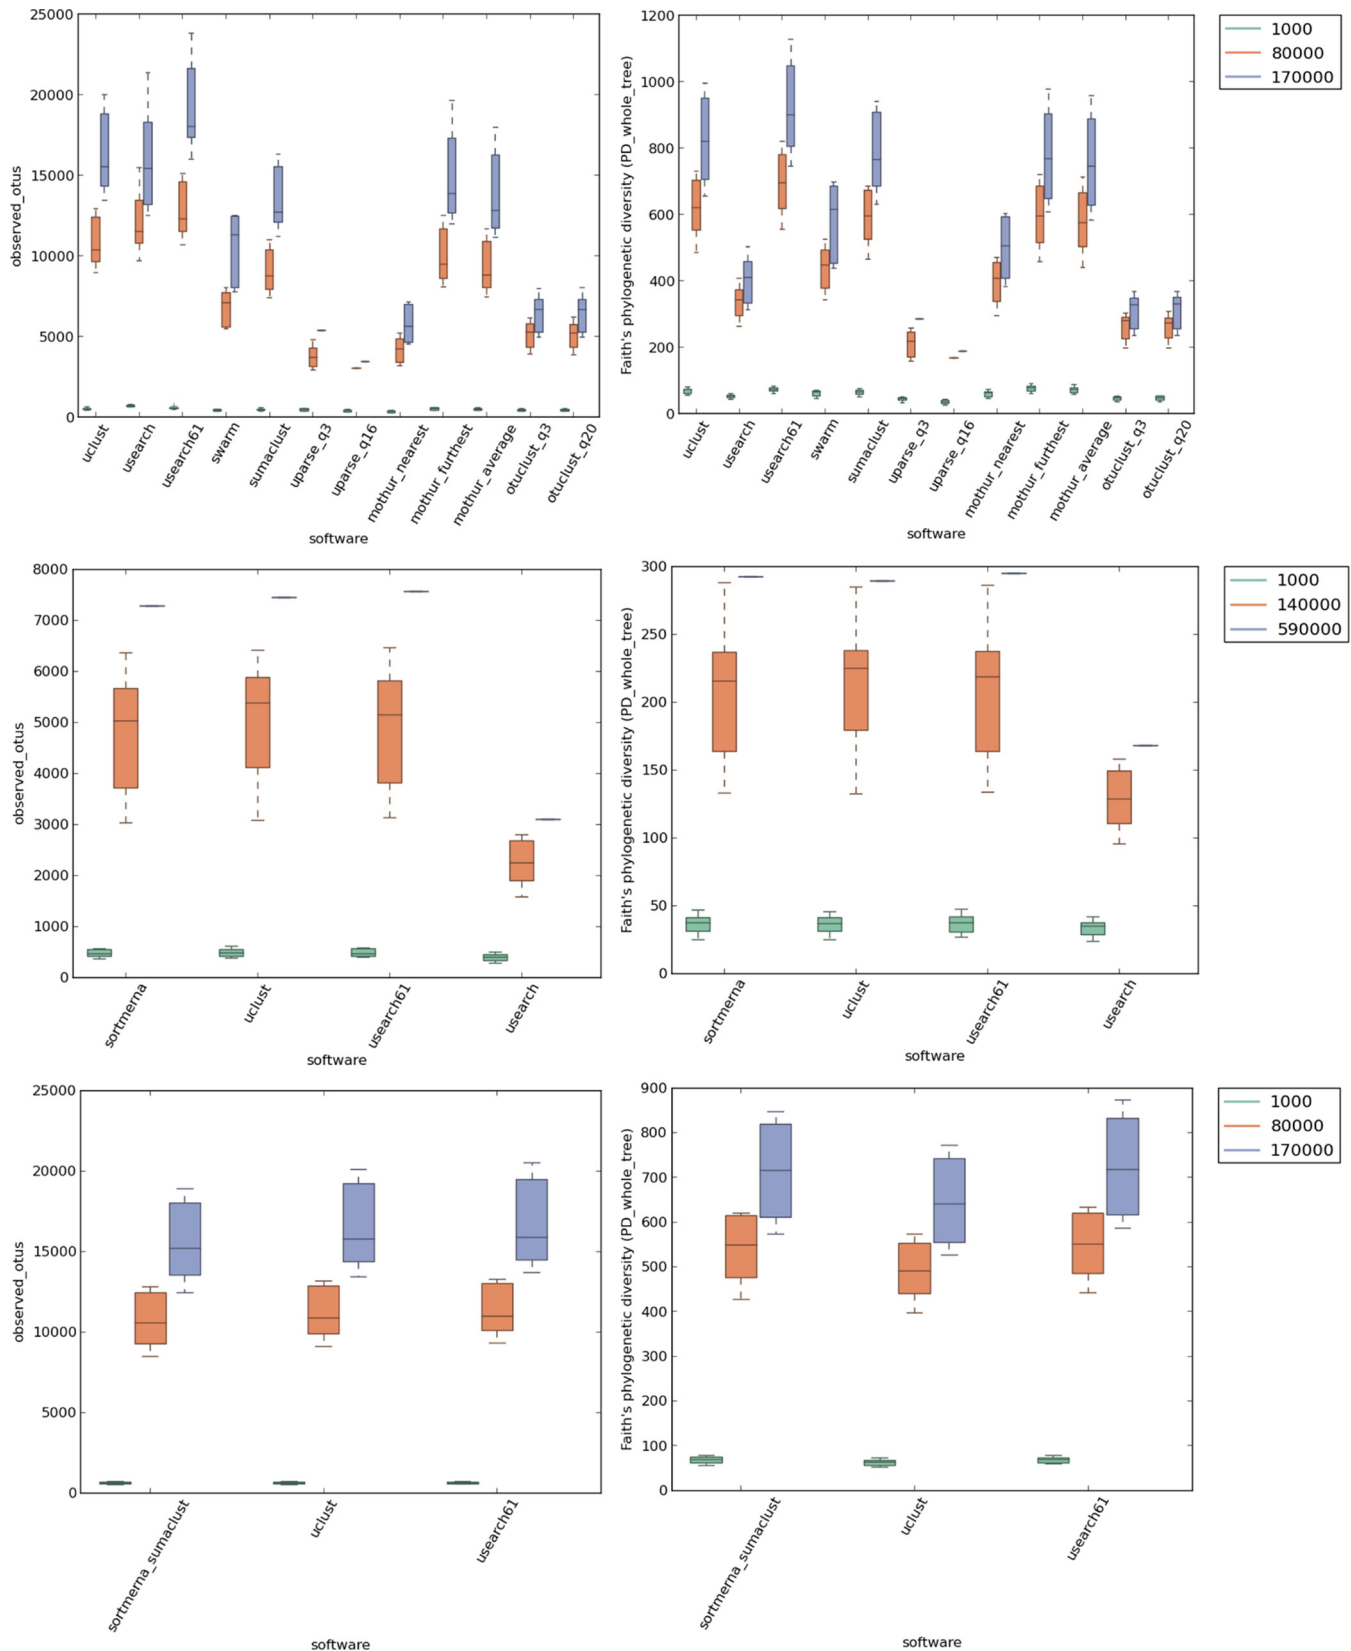 25000
20000
15000
10000
5000
0
observed_otus
uclust
usearch
usearch61
swarm
sumaclust
uparse_q3
uparse_q16
mothur_nearest
mothur_furthest
mothur_average
otuclust_q3
otuclust_q20
software
1200
1000
800
600
400
200
0
Faith's phylogenetic diversity (PD_whole_tree)
uclust
usearch
usearch61
swarm
sumaclust
uparse_q3
uparse_q16
mothur_nearest
mothur_furthest
mothur_average
otuclust_q3
otuclust_q20
software
1000
80000
170000
8000
7000
6000
5000
4000
3000
2000
1000
0
observed_otus
sortmerna
uclust
usearch61
usearch
software
300
250
200
150
100
50
0
Faith's phylogenetic diversity (PD_whole_tree)
sortmerna
uclust
usearch61
usearch
software
1000
140000
590000
25000
20000
15000
10000
5000
0
observed_otus
sortmerna_sumaclust
uclust
usearch61
software
900
800
700
600
500
400
300
200
100
0
Faith's phylogenetic diversity (PD_whole_tree)
sortmerna_sumaclust
uclust
usearch61
software
1000
80000
170000